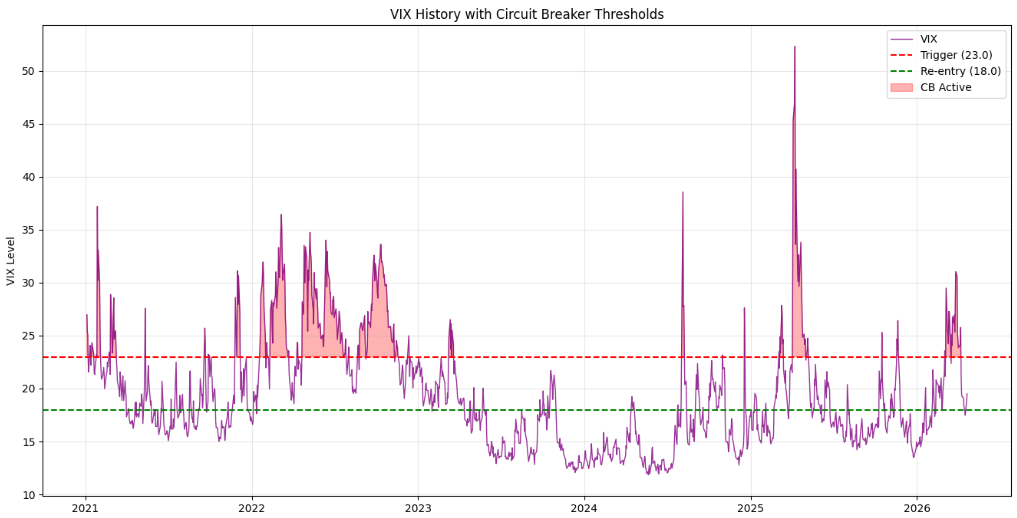 VIX History with Circuit Breaker Thresholds
VIX
Trigger (23.0)
Re-entry (18.0)
CB Active
VIX Level
50
45
40
35
30
25
20
15
10
2021
2022
2023
2024
2025
2026